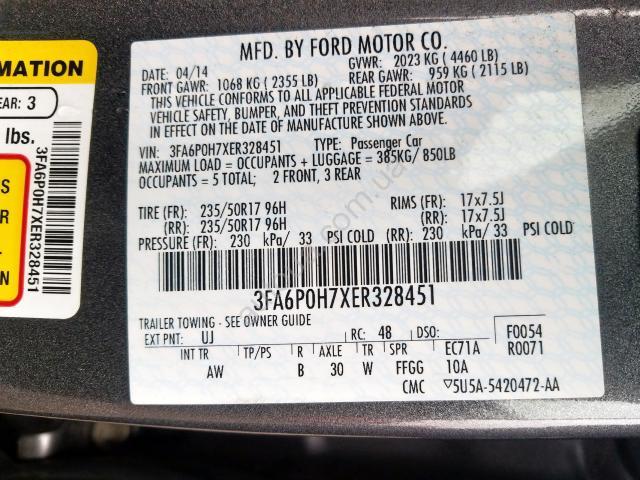 RMATION
EAR: 3
lbs.
S
R
ON
N
3FA6P0H7XER328451
MFD. BY FORD MOTOR CO.
DATE: 04/14 GVWR: 2023 KG ( 4460 LB)
FRONT GAWR: 1068 KG ( 2355 LB) REAR GAWR: 959 KG ( 2115 LB)
THIS VEHICLE CONFORMS TO ALL APPLICABLE FEDERAL MOTOR
VEHICLE SAFETY, BUMPER, AND THEFT PREVENTION STANDARDS
IN EFFECT ON THE DATE OF MANUFACTURE SHOWN ABOVE.
VIN: 3FA6P0H7XER328451 TYPE: Passenger Car
MAXIMUM LOAD = OCCUPANTS + LUGGAGE = 385KG/ 850LB
OCCUPANTS = 5 TOTAL; 2 FRONT, 3 REAR
TIRE (FR): 235/50R17 96H RIMS (FR): 17x7.5J
(RR): 235/50R17 96H (RR): 17x7.5J
PRESSURE (FR): 230 kPa/ 33 PSI COLD (RR): 230 kPa/33 PSI COLD
3FA6P0H7XER328451
TRAILER TOWING - SEE OWNER GUIDE
EXT PNT: UJ RC: 48 DSO: F0054
R0071
INT TR TP/PS R AXLE TR SPR EC71A
AW B 30 W FFGG 10A
CMC ▽5U5A-5420472-AA